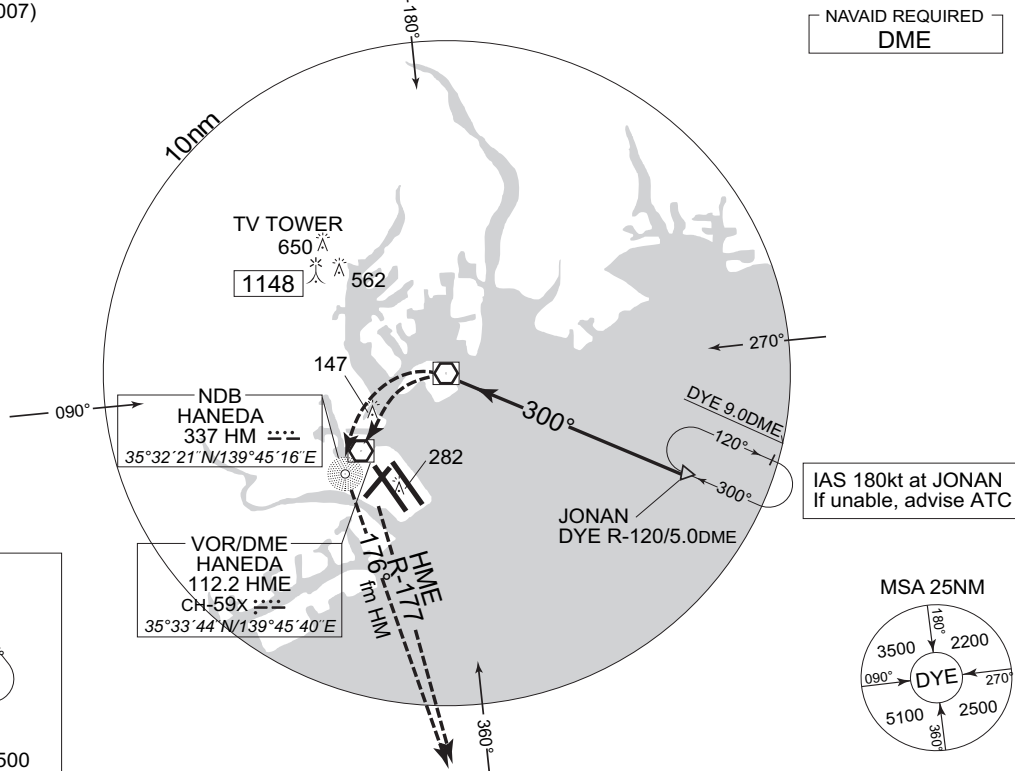 007)
-180°
NAVAID REQUIRED
DME
10nm
TV TOWER
650
1148
562
270°
147
090°
NDB
HANEDA
337 HM
35°32´21˝N/139°45´16˝E
300°
DYE 9.0DME
120°
300°
282
IAS 180kt at JONAN
If unable, advise ATC
JONAN
DYE R-120/5.0DME
VOR/DME
HANEDA
112.2 HME
CH-59X
35°33´44˝N/139°45´40˝E
176°
fm HM
HME
R-177
360°
MSA 25NM
180°
3500
2200
090°
DYE
270°
5100
2500
360°
500